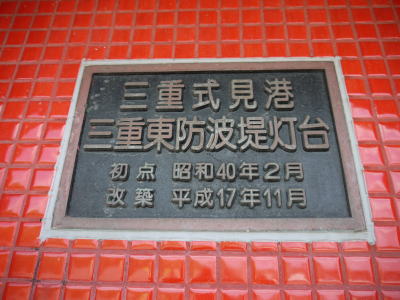 三重式見港
三重東防波堤灯台
初点 昭和40年2月
改築 平成17年11月